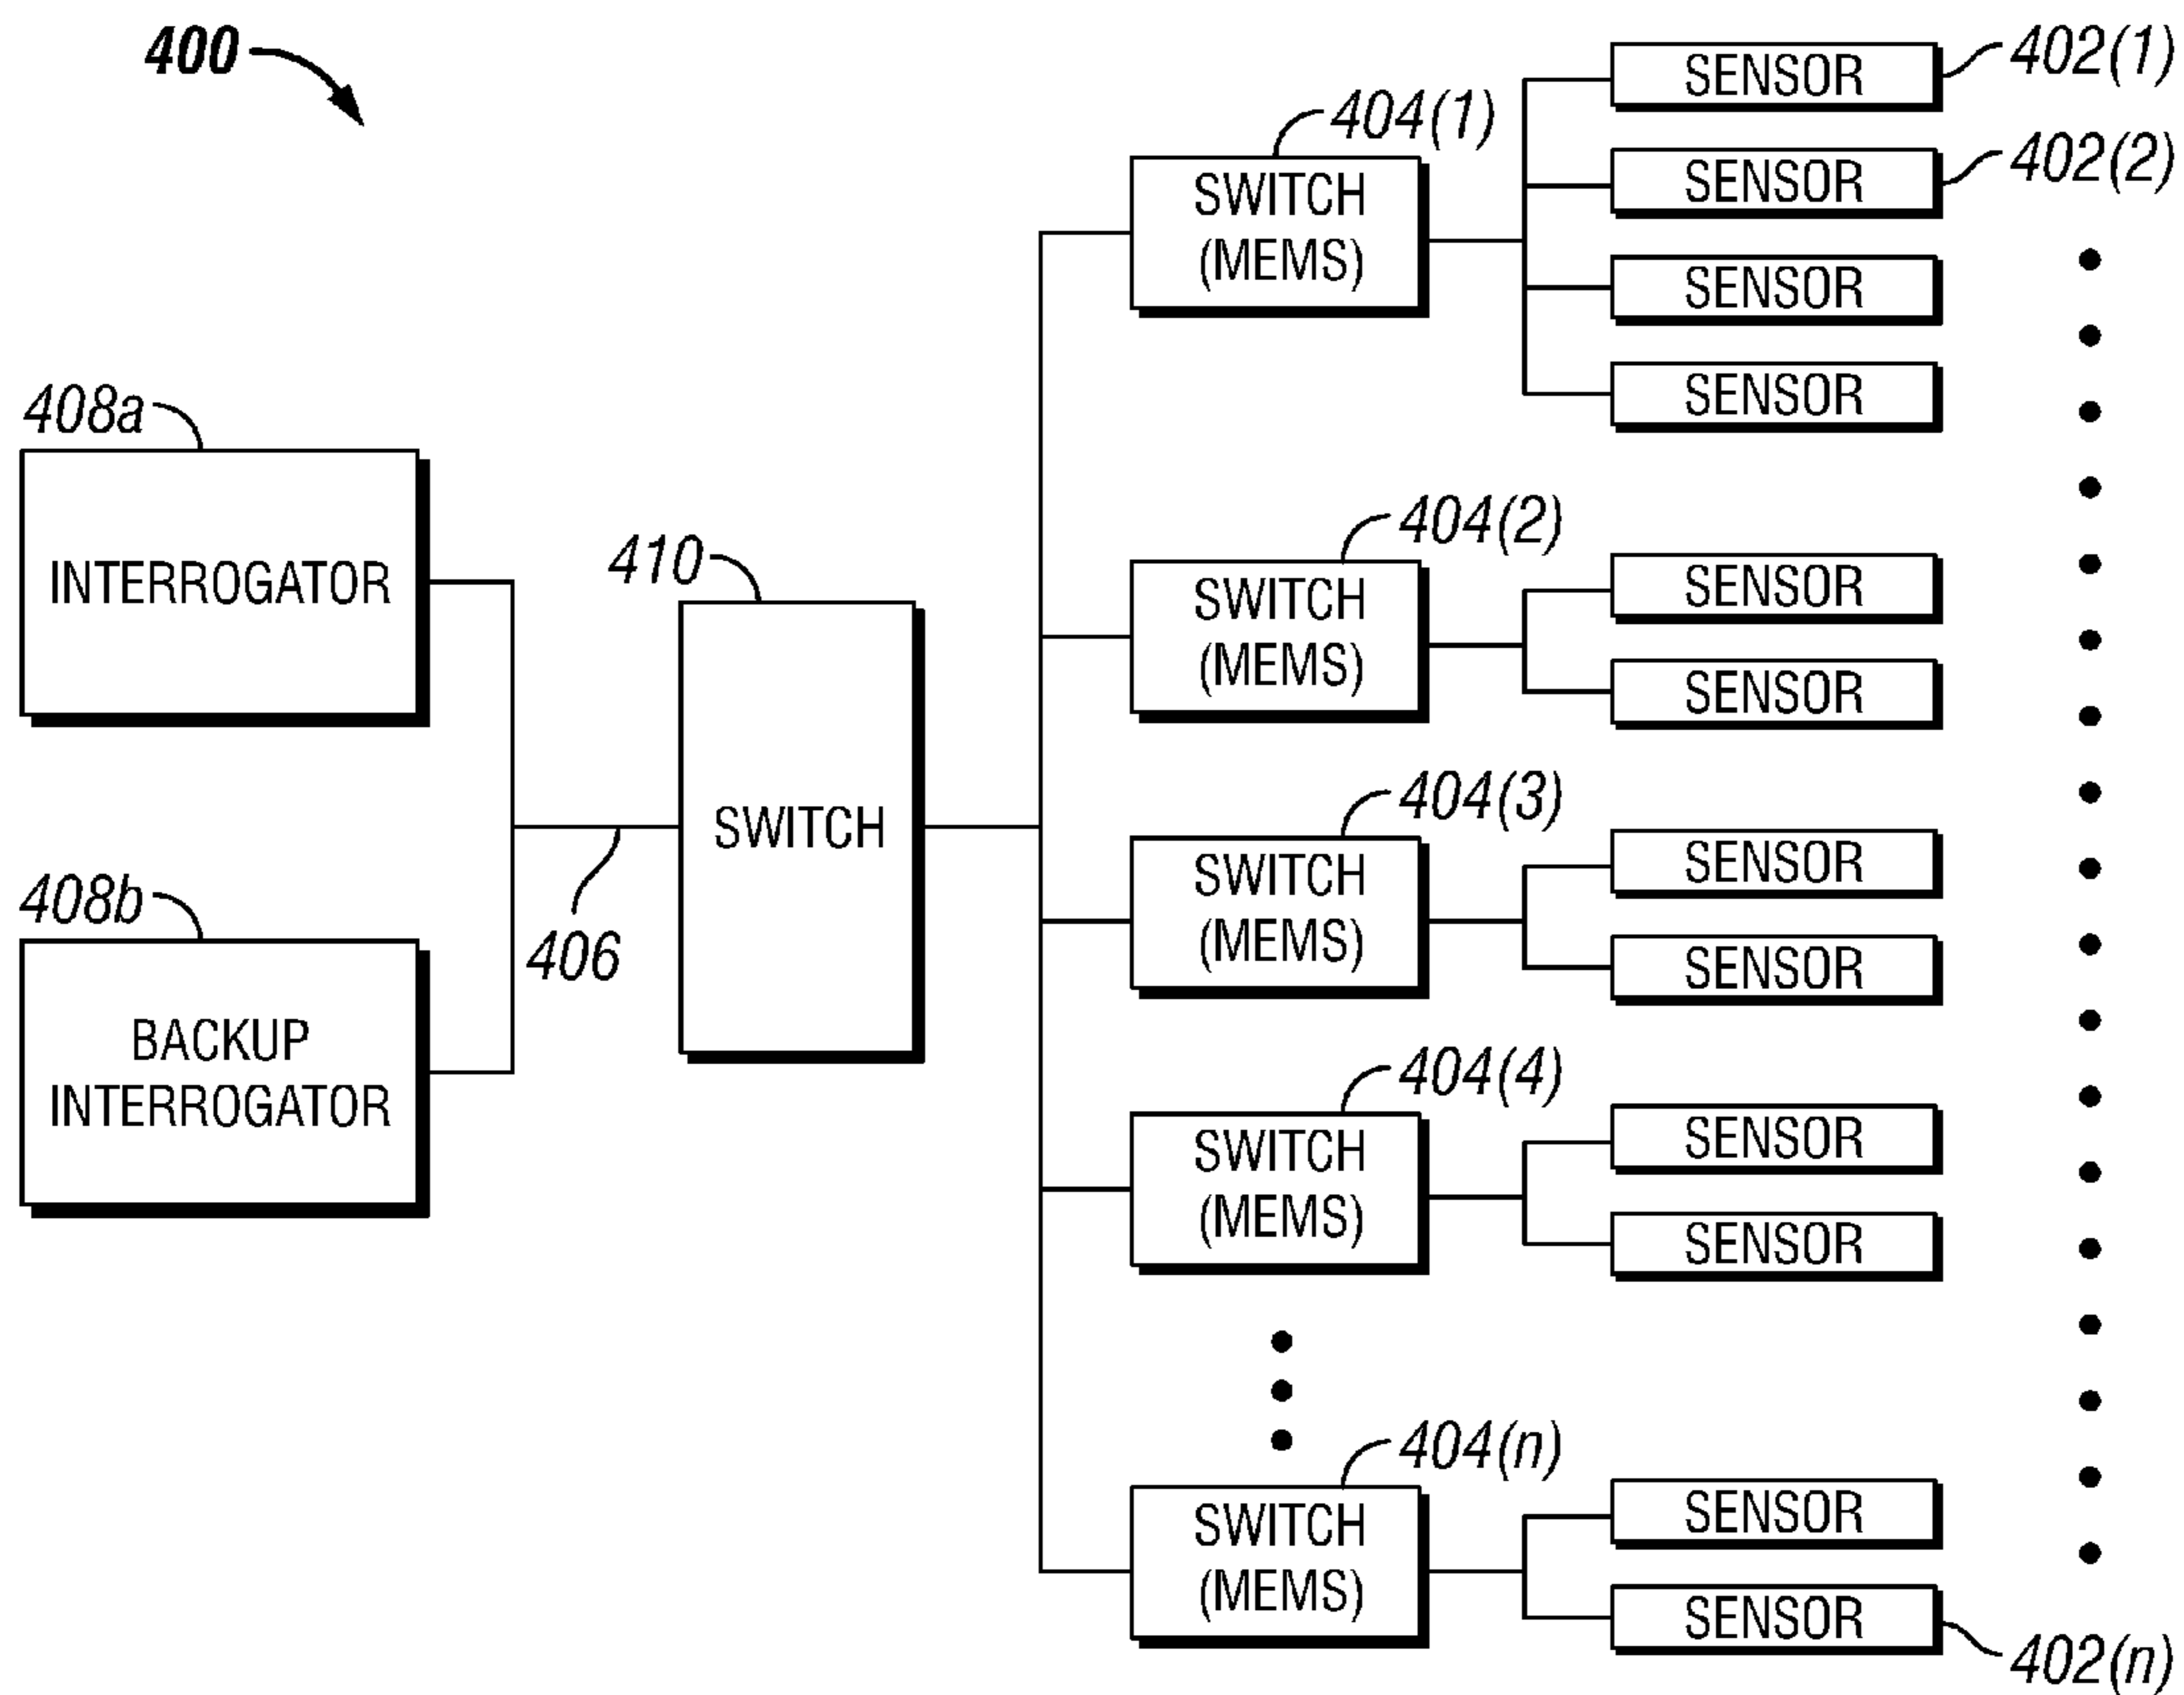 400
402(1)
SENSOR
404(1)
402(2)
SENSOR
SWITCH
(MEMS)
SENSOR
SENSOR
408a
INTERROGATOR
410
SWITCH
406
408b
BACKUP
INTERROGATOR
404(2)
SWITCH
(MEMS)
SENSOR
SENSOR
404(3)
SWITCH
(MEMS)
SENSOR
SENSOR
404(4)
SWITCH
(MEMS)
SENSOR
SENSOR
404(n)
SWITCH
(MEMS)
SENSOR
SENSOR
402(n)